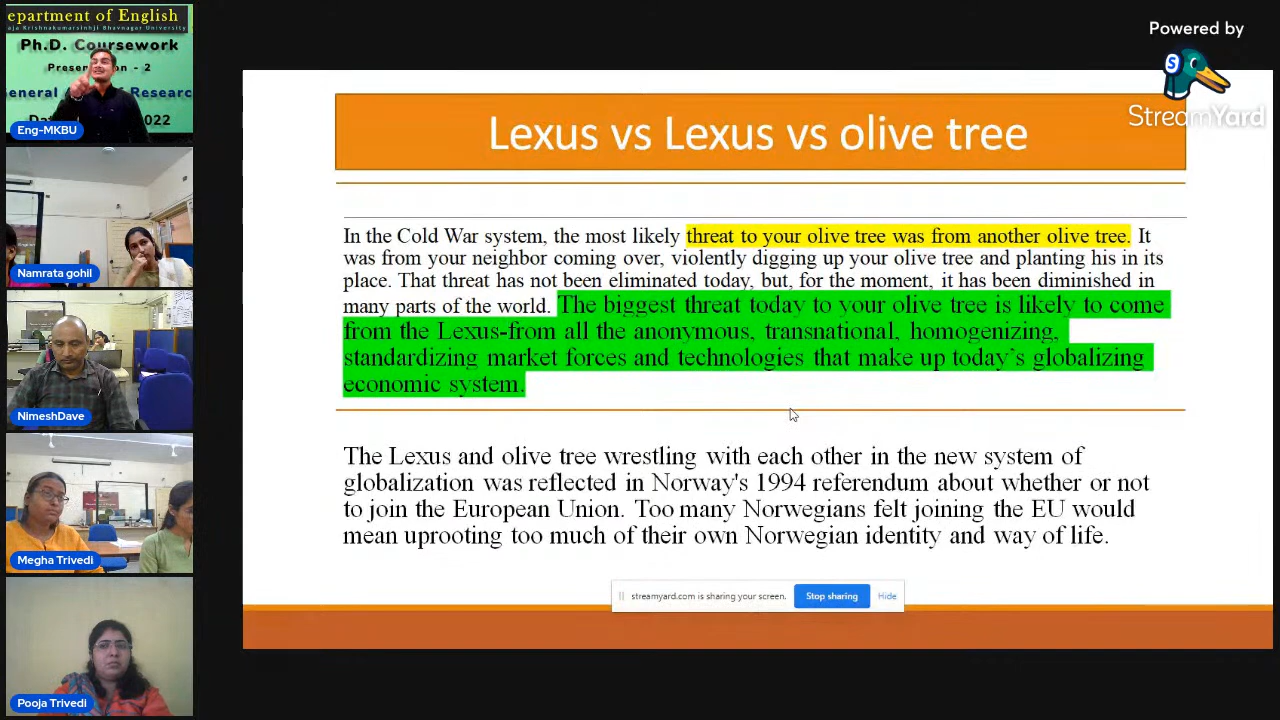 epartment of English
aja Krishnakumarsinhji Bhavnagar University
Ph.D. Coursework
eneral
of Researc
2022
Eng-MKBU
Namrata gohil
NimeshDave
Megha Trivedi
Pooja Trivedi
Powered by
StreamYard
Lexus vs Lexus vs olive tree
In the Cold War system, the most likely threat to your olive tree was from another olive tree. It
was from your neighbor coming over, violently digging up your olive tree and planting his in its
place. That threat has not been eliminated today, but, for the moment, it has been diminished in
many parts of the world. The biggest threat today to your olive tree is likely to come
from the Lexus-from all the anonymous, transnational, homogenizing,
standardizing market forces and technologies that make up today's globalizing
economic system.
The Lexus and olive tree wrestling with each other in the new system of
globalization was reflected in Norway's 1994 referendum about whether or not
to join the European Union. Too many Norwegians felt joining the EU would
mean uprooting too much of their own Norwegian identity and way of life.
streamyard.com is sharing your screen. Stop sharing Hide